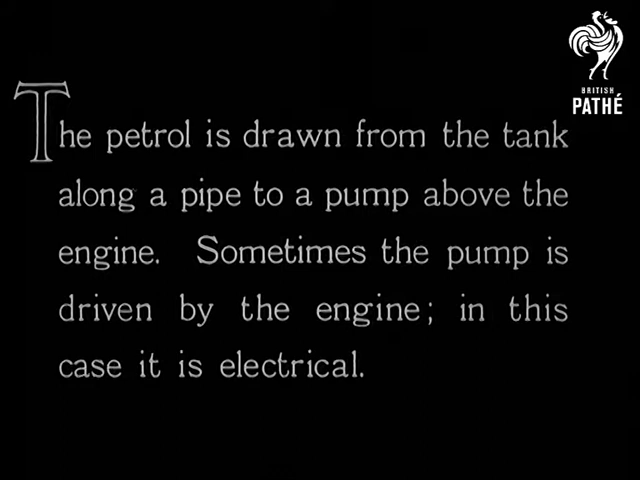 BRITISH
PATHÉ
The petrol is drawn from the tank
along a pipe to a pump above the
engine. Sometimes the pump is
driven by the engine; in this
case it is electrical.